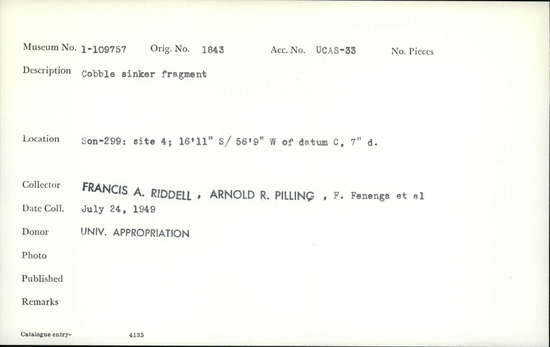 Museum No. 1-109757 Orig. No. 1843 Acc. No. UCAS-33 No. Pieces
Description Cobble sinker fragment
Location Son-299: site 4; 16'11" S/ 56'9" W of datum C, 7" d.
Collector FRANCIS A. RIDDELL , ARNOLD R. PILLING , F. Fenenga et al
Date Coll. July 24, 1949
Donor UNIV. APPROPRIATION
Photo
Published
Remarks
Catalogue entry- 4135